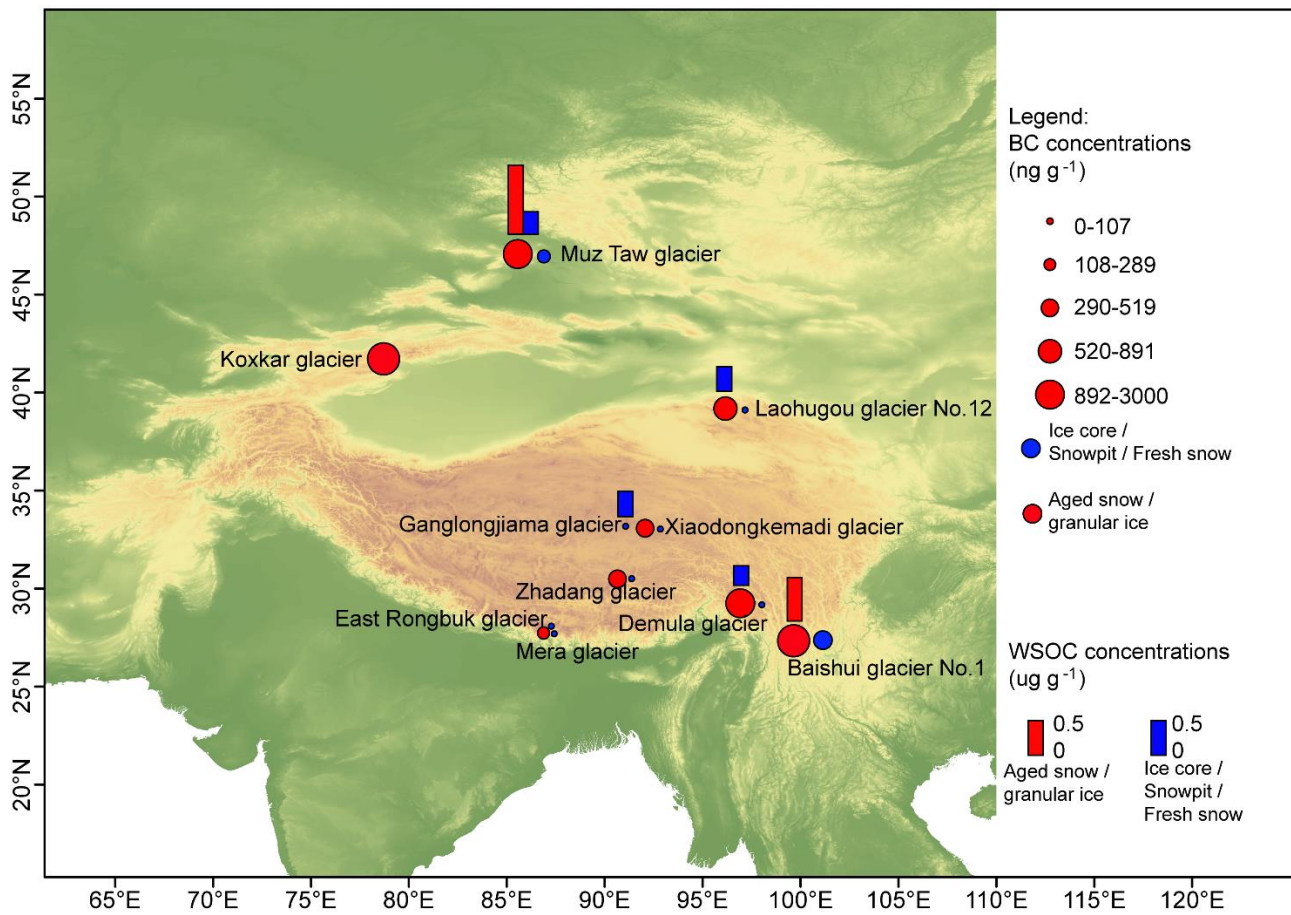 55°N
50°N
45°N
40°N
35°N
30°N
25°N
20°N
Muz Taw glacier
Koxkar glacier
Laohugou glacier No.12
Ganglongjiama glacier
Xiaodongkemadi glacier
Zhadang glacier
East Rongbuk glacier
Mera glacier
Demula glacier
Baishui glacier No.1
65°E
70°E
75°E
80°E
85°E
90°E
95°E
100°E
105°E
110°E
115°E
120°E
Legend:
BC concentrations
(ng g⁻¹)
0-107
108-289
290-519
520-891
892-3000
Ice core /
Snowpit / Fresh snow
Aged snow /
granular ice
WSOC concentrations
(ug g⁻¹)
0.5
0
Aged snow /
granular ice
0.5
0
Ice core /
Snowpit /
Fresh snow